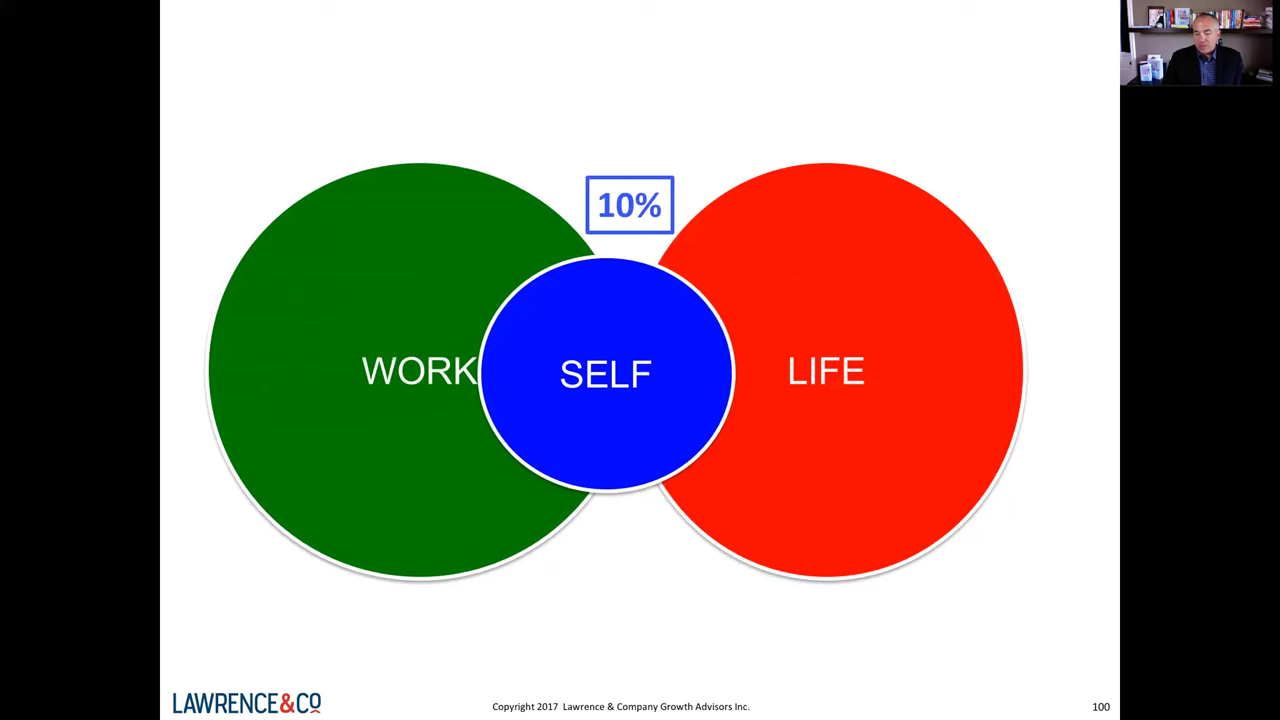 10%
WORK
SELF
LIFE
LAWRENCE&CO
Copyright 2017 Lawrence & Company Growth Advisors Inc.
100